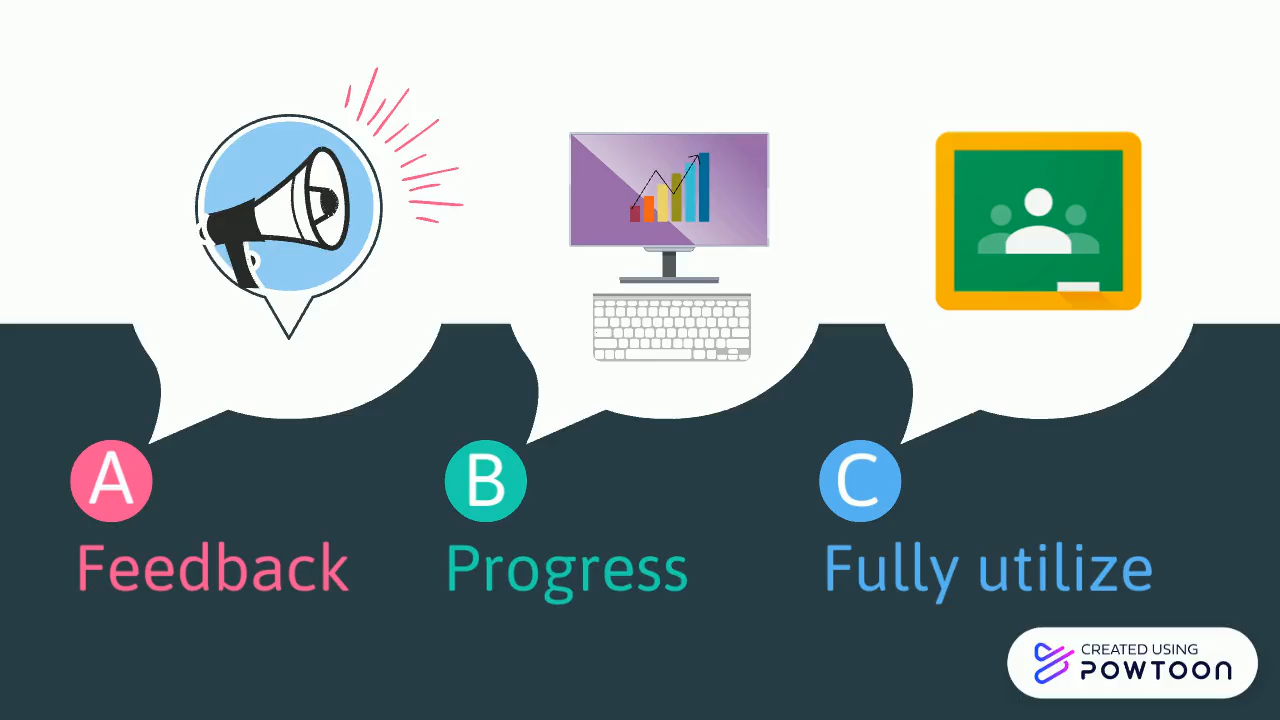 A
Feedback
B
Progress
C
Fully utilize
CREATED USING
POWTOON